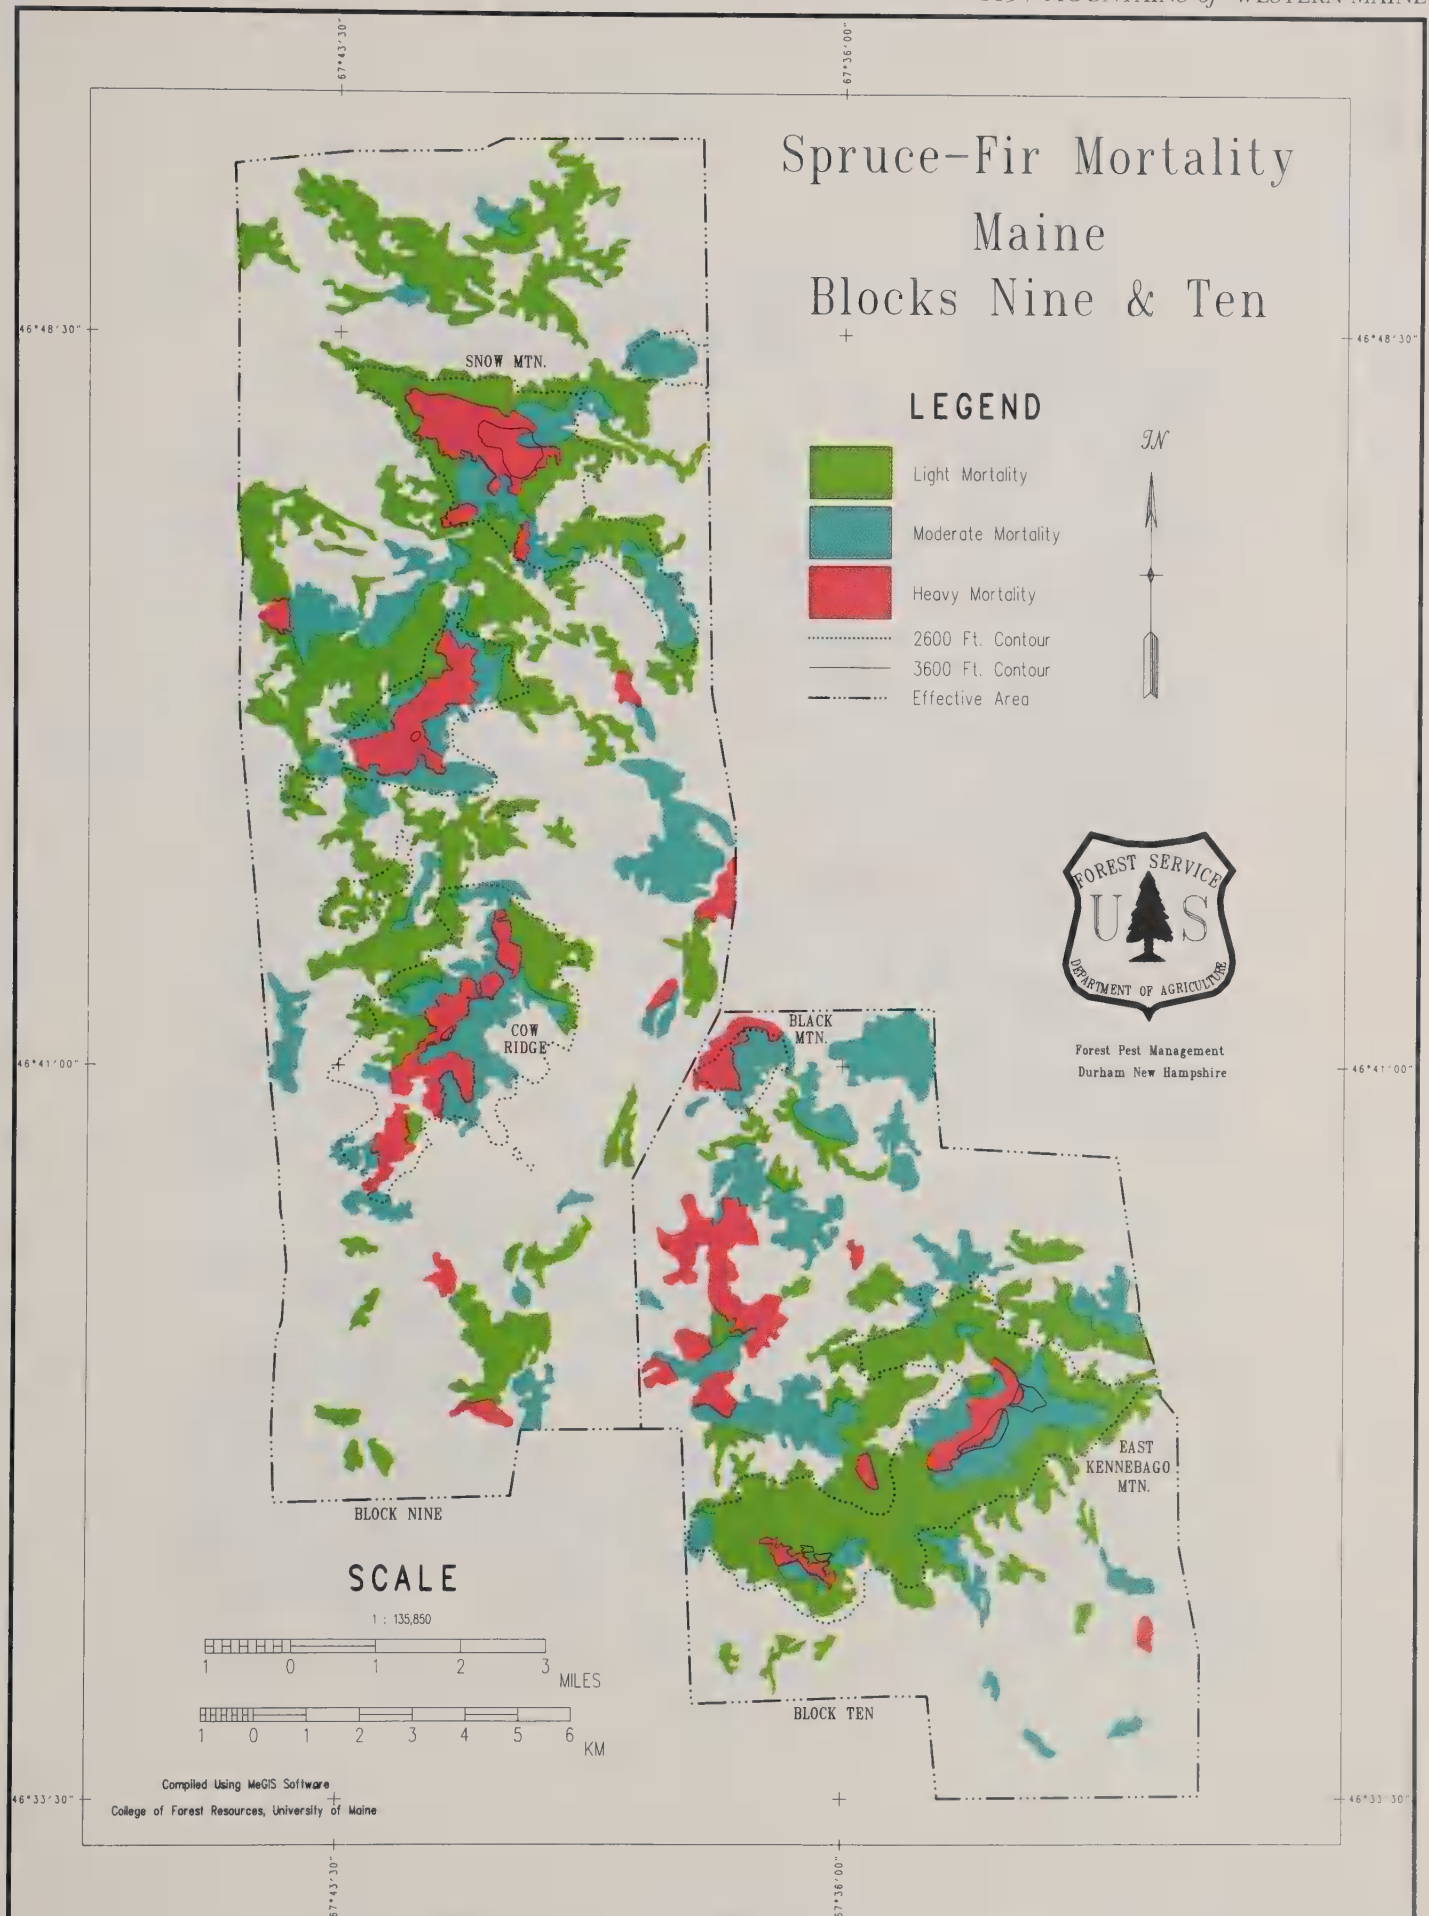 MOUNTAINS of WESTERN MAINE
67°43'30"
67°36'00"
Spruce-Fir Mortality
Maine
Blocks Nine & Ten
46°48'30"
46°48'30"
SNOW MTN.
LEGEND
Light Mortality
Moderate Mortality
Heavy Mortality
2600 Ft. Contour
3600 Ft. Contour
Effective Area
N
FOREST SERVICE
U S
DEPARTMENT OF AGRICULTURE
Forest Pest Management
Durham New Hampshire
COW
RIDGE
BLACK
MTN.
46°41'00"
46°41'00"
EAST
KENNEBAGO
MTN.
BLOCK NINE
BLOCK TEN
SCALE
1 : 135,850
1 0 1 2 3 MILES
1 0 1 2 3 4 5 6 KM
Compiled Using MeGIS Software
College of Forest Resources, University of Maine
46°33'30"
46°33'30"
67°43'30"
67°36'00"